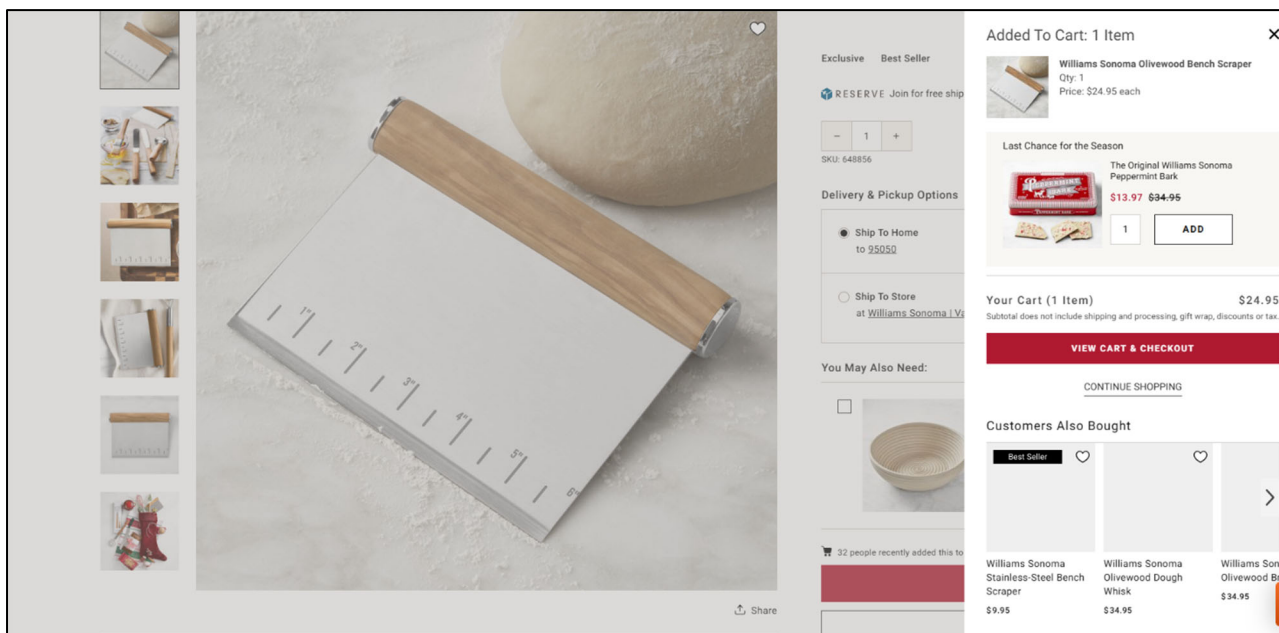 Exclusive Best Seller
RESERVE Join for free ship
− 1 +
SKU: 648856
Delivery & Pickup Options
Ship To Home
to 95050
Ship To Store
at Williams Sonoma | Va
You May Also Need:
32 people recently added this to
Share
1"
2"
3"
4"
5"
6"
Added To Cart: 1 Item
Williams Sonoma Olivewood Bench Scraper
Qty: 1
Price: $24.95 each
Last Chance for the Season
PEPPERMINT
BARK
The Original Williams Sonoma
Peppermint Bark
$13.97 $34.95
1 ADD
Your Cart (1 Item) $24.95
Subtotal does not include shipping and processing, gift wrap, discounts or tax.
VIEW CART & CHECKOUT
CONTINUE SHOPPING
Customers Also Bought
Best Seller
Williams Sonoma
Stainless-Steel Bench
Scraper
$9.95
Williams Sonoma
Olivewood Dough
Whisk
$34.95
Williams Son
Olivewood Br
$34.95